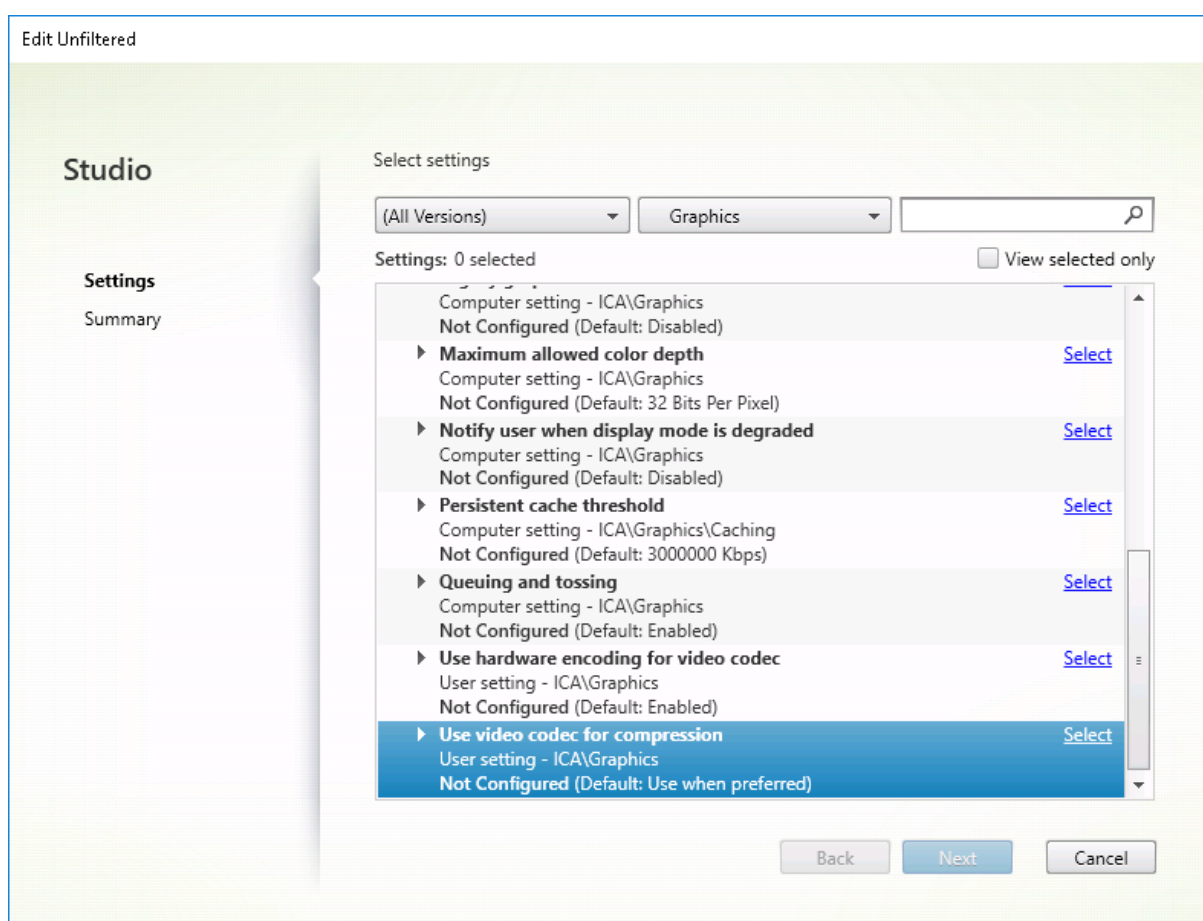 Edit Unfiltered
Studio
Settings
Summary
Select settings
(All Versions)
Graphics
Settings: 0 selected
View selected only
Computer setting - ICA\Graphics
Not Configured (Default: Disabled)
Maximum allowed color depth Select
Computer setting - ICA\Graphics
Not Configured (Default: 32 Bits Per Pixel)
Notify user when display mode is degraded Select
Computer setting - ICA\Graphics
Not Configured (Default: Disabled)
Persistent cache threshold Select
Computer setting - ICA\Graphics\Caching
Not Configured (Default: 3000000 Kbps)
Queuing and tossing Select
Computer setting - ICA\Graphics
Not Configured (Default: Enabled)
Use hardware encoding for video codec Select
User setting - ICA\Graphics
Not Configured (Default: Enabled)
Use video codec for compression Select
User setting - ICA\Graphics
Not Configured (Default: Use when preferred)
Back Next Cancel